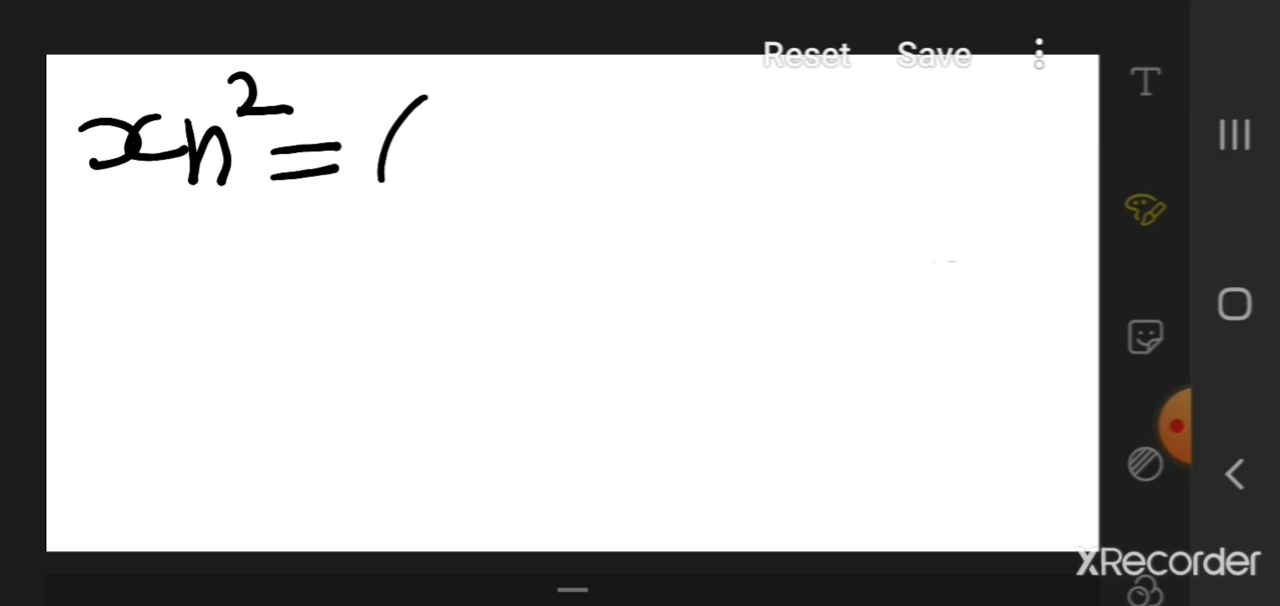 Reset Save
xn² = (
XRecorder